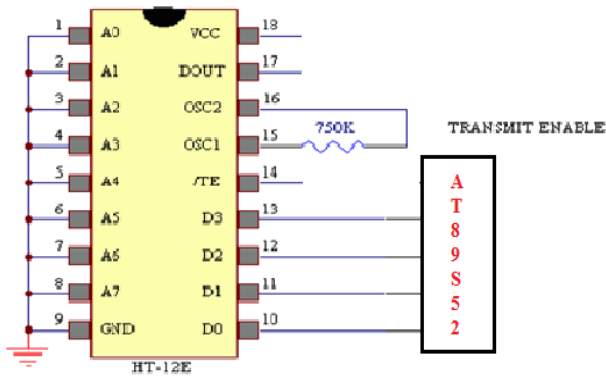 1 A0 VCC 18
2 A1 DOUT 17
3 A2 OSC2 16
4 A3 OSC1 15 750K TRANSMIT ENABLE
5 A4 /TE 14
6 A5 D3 13
7 A6 D2 12
8 A7 D1 11
9 GND D0 10
HT-12E
A
T
8
9
S
5
2